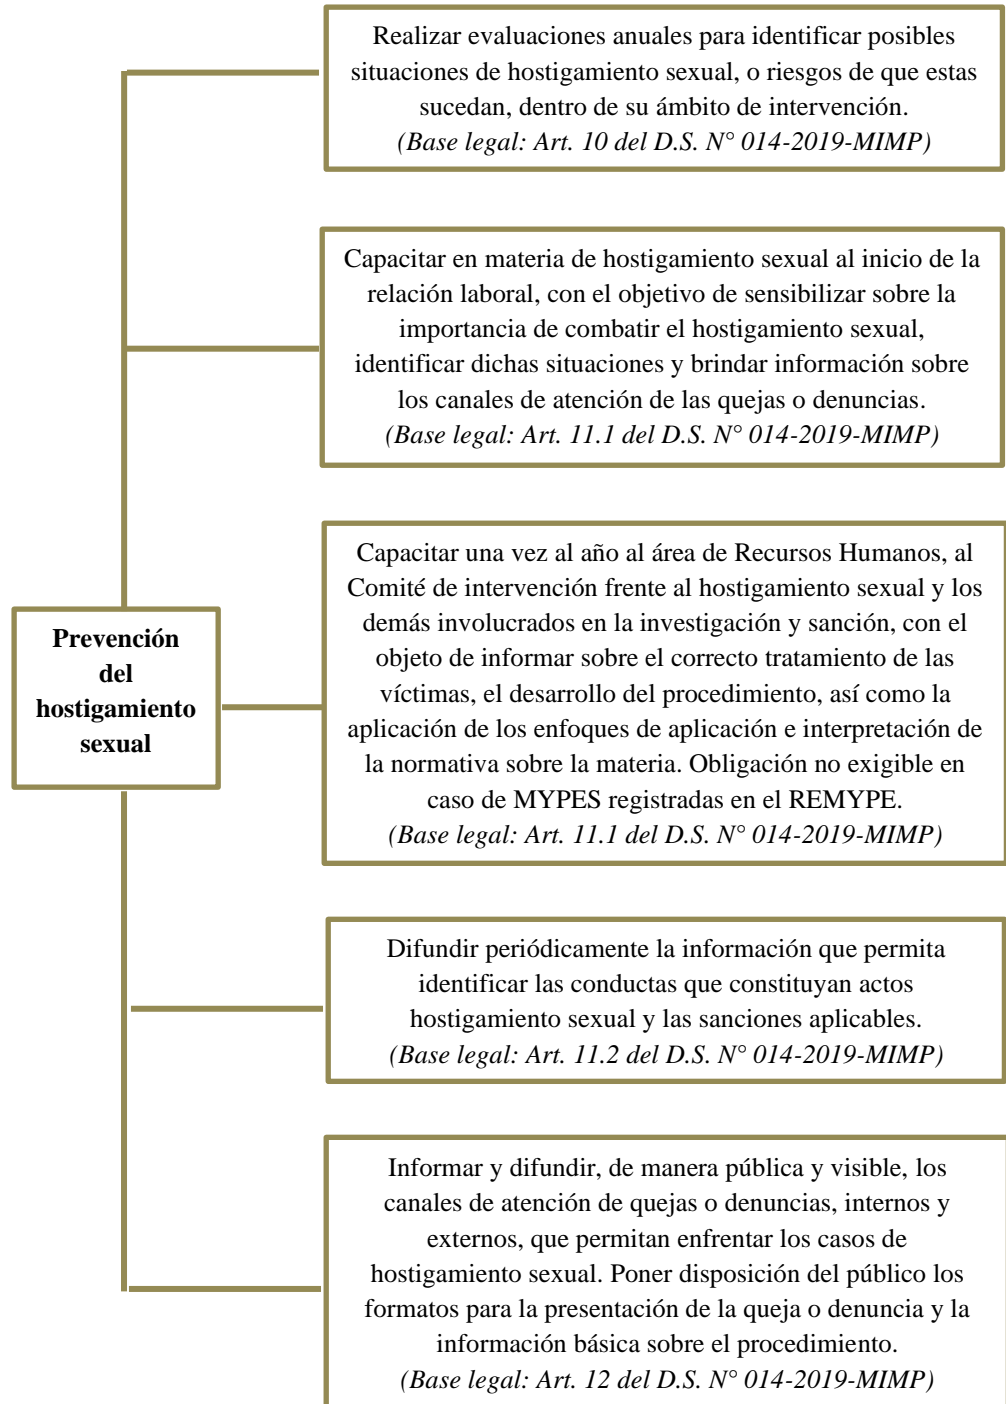 Realizar evaluaciones anuales para identificar posibles
situaciones de hostigamiento sexual, o riesgos de que estas
sucedan, dentro de su ámbito de intervención.
(Base legal: Art. 10 del D.S. N° 014-2019-MIMP)
Capacitar en materia de hostigamiento sexual al inicio de la
relación laboral, con el objetivo de sensibilizar sobre la
importancia de combatir el hostigamiento sexual,
identificar dichas situaciones y brindar información sobre
los canales de atención de las quejas o denuncias.
(Base legal: Art. 11.1 del D.S. N° 014-2019-MIMP)
Prevención
del
hostigamiento
sexual
Capacitar una vez al año al área de Recursos Humanos, al
Comité de intervención frente al hostigamiento sexual y los
demás involucrados en la investigación y sanción, con el
objeto de informar sobre el correcto tratamiento de las
víctimas, el desarrollo del procedimiento, así como la
aplicación de los enfoques de aplicación e interpretación de
la normativa sobre la materia. Obligación no exigible en
caso de MYPES registradas en el REMYPE.
(Base legal: Art. 11.1 del D.S. N° 014-2019-MIMP)
Difundir periódicamente la información que permita
identificar las conductas que constituyan actos
hostigamiento sexual y las sanciones aplicables.
(Base legal: Art. 11.2 del D.S. N° 014-2019-MIMP)
Informar y difundir, de manera pública y visible, los
canales de atención de quejas o denuncias, internos y
externos, que permitan enfrentar los casos de
hostigamiento sexual. Poner disposición del público los
formatos para la presentación de la queja o denuncia y la
información básica sobre el procedimiento.
(Base legal: Art. 12 del D.S. N° 014-2019-MIMP)